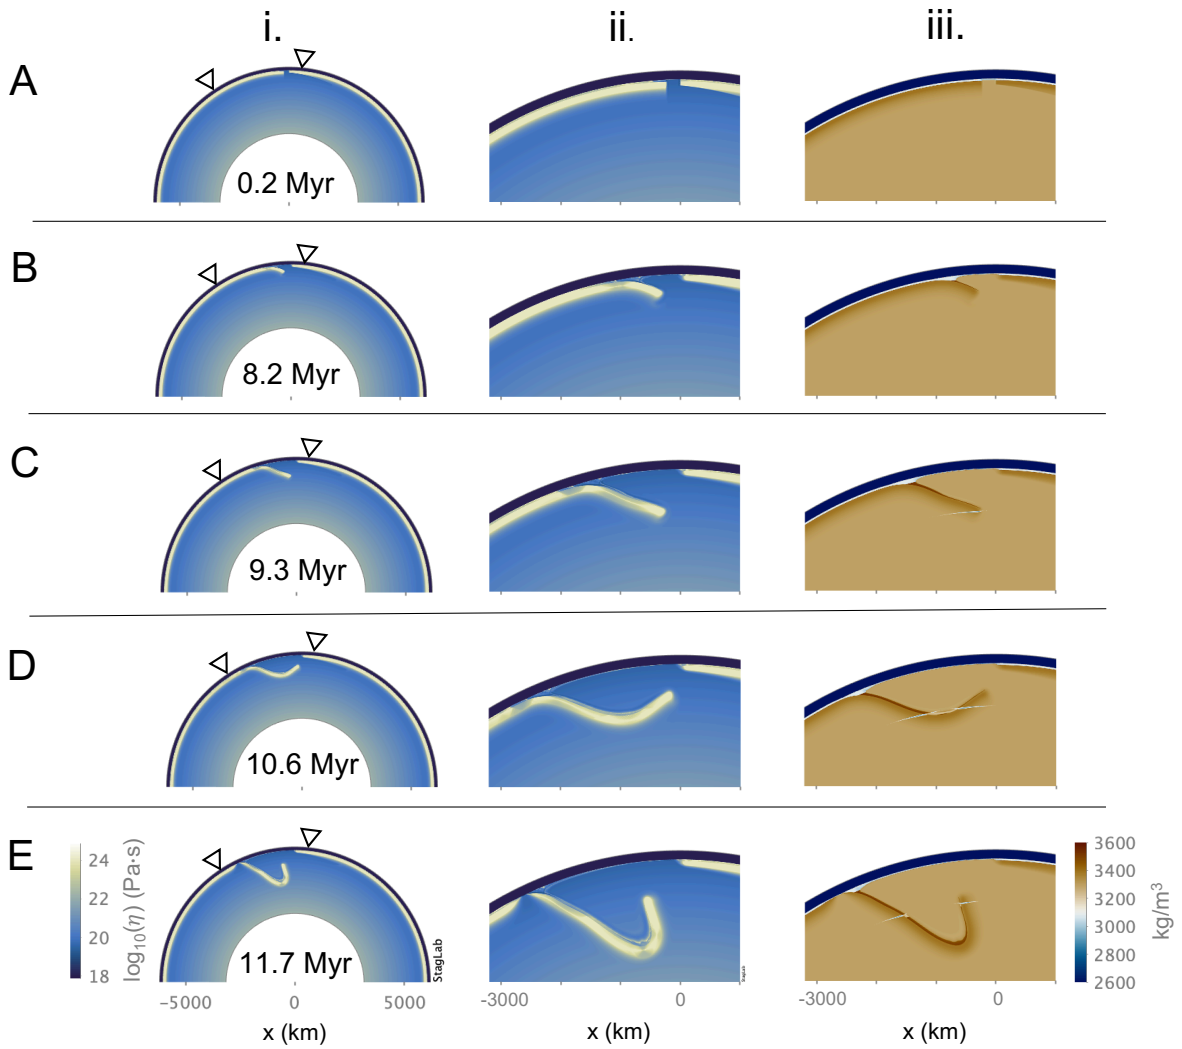 i. ii. iii.
A
0.2 Myr
B
8.2 Myr
C
9.3 Myr
D
10.6 Myr
E
24
22
20
18
log₁₀(η) (Pa·s)
11.7 Myr
StagLab
StagLab
3600
3400
3200
3000
2800
2600
kg/m³
−5000 0 5000
-3000 0
-3000 0
x (km) x (km) x (km)